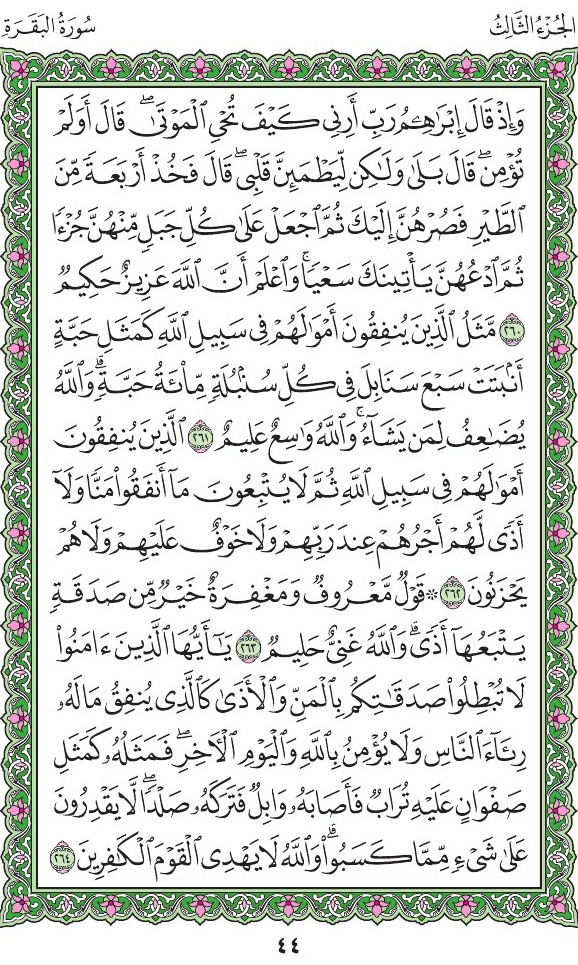 الجُزْءُ الثَّالِثُ
سُورَةُ البَقَرَةِ
وَإِذْ قَالَ إِبْرَٰهِـۧمُ رَبِّ أَرِنِي كَيْفَ تُحْيِ ٱلْمَوْتَىٰۖ قَالَ أَوَلَمْ
تُؤْمِنۖ قَالَ بَلَىٰ وَلَٰكِن لِّيَطْمَئِنَّ قَلْبِيۖ قَالَ فَخُذْ أَرْبَعَةً مِّنَ
ٱلطَّيْرِ فَصُرْهُنَّ إِلَيْكَ ثُمَّ ٱجْعَلْ عَلَىٰ كُلِّ جَبَلٍ مِّنْهُنَّ جُزْءًا
ثُمَّ ٱدْعُهُنَّ يَأْتِينَكَ سَعْيًاۚ وَٱعْلَمْ أَنَّ ٱللَّهَ عَزِيزٌ حَكِيمٌ
٢٦٠ مَّثَلُ ٱلَّذِينَ يُنفِقُونَ أَمْوَٰلَهُمْ فِي سَبِيلِ ٱللَّهِ كَمَثَلِ حَبَّةٍ
أَنۢبَتَتْ سَبْعَ سَنَابِلَ فِي كُلِّ سُنۢبُلَةٍ مِّاْئَةُ حَبَّةٍۗ وَٱللَّهُ
يُضَٰعِفُ لِمَن يَشَآءُۚ وَٱللَّهُ وَٰسِعٌ عَلِيمٌ ٢٦١ ٱلَّذِينَ يُنفِقُونَ
أَمْوَٰلَهُمْ فِي سَبِيلِ ٱللَّهِ ثُمَّ لَا يُتْبِعُونَ مَآ أَنفَقُواْ مَنًّا وَلَآ
أَذًى لَّهُمْ أَجْرُهُمْ عِندَ رَبِّهِمْ وَلَا خَوْفٌ عَلَيْهِمْ وَلَا هُمْ
يَحْزَنُونَ ٢٦٢ ۞ قَوْلٌ مَّعْرُوفٌ وَمَغْفِرَةٌ خَيْرٌ مِّن صَدَقَةٍ
يَتْبَعُهَآ أَذًىۗ وَٱللَّهُ غَنِيٌّ حَلِيمٌ ٢٦٣ يَٰٓأَيُّهَا ٱلَّذِينَ ءَامَنُواْ
لَا تُبْطِلُواْ صَدَقَٰتِكُم بِٱلْمَنِّ وَٱلْأَذَىٰ كَٱلَّذِي يُنفِقُ مَالَهُۥ
رِئَآءَ ٱلنَّاسِ وَلَا يُؤْمِنُ بِٱللَّهِ وَٱلْيَوْمِ ٱلْأٓخِرِۖ فَمَثَلُهُۥ كَمَثَلِ
صَفْوَانٍ عَلَيْهِ تُرَابٌ فَأَصَابَهُۥ وَابِلٌ فَتَرَكَهُۥ صَلْدًاۖ لَّا يَقْدِرُونَ
عَلَىٰ شَيْءٍ مِّمَّا كَسَبُواْۗ وَٱللَّهُ لَا يَهْدِي ٱلْقَوْمَ ٱلْكَٰفِرِينَ ٢٦٤
٤٤